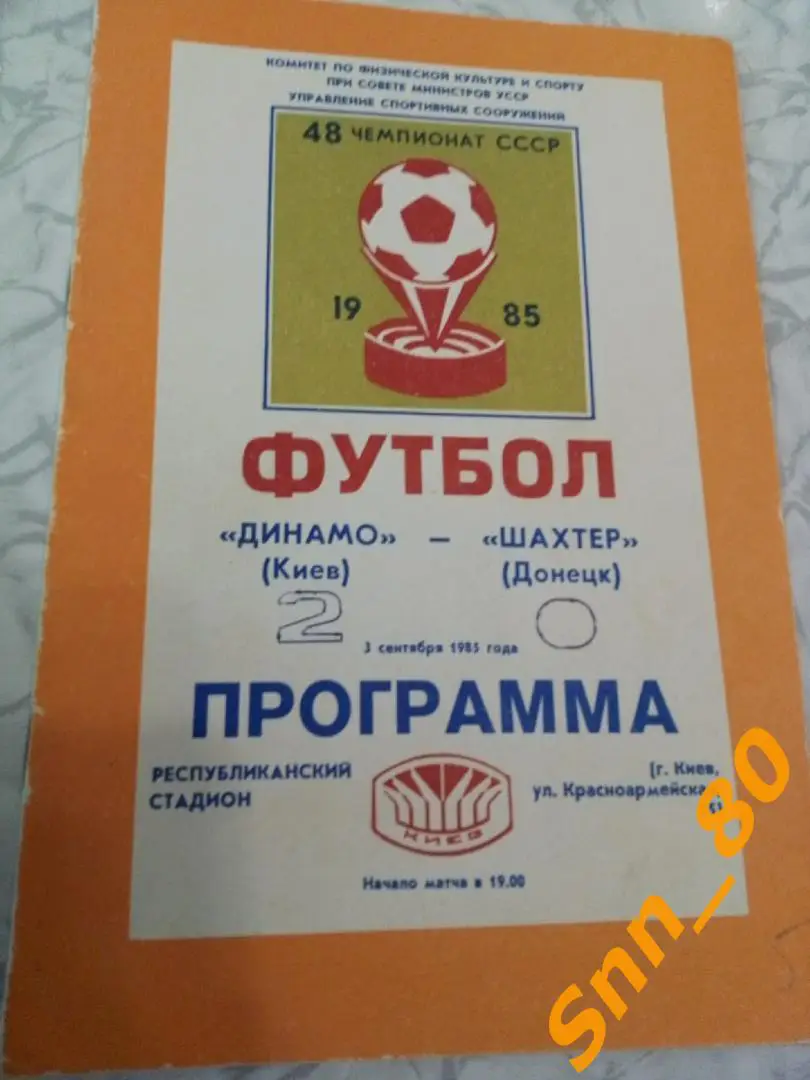 КОМИТЕТ ПО ФИЗИЧЕСКОЙ КУЛЬТУРЕ И СПОРТУ
ПРИ СОВЕТЕ МИНИСТРОВ УССР
УПРАВЛЕНИЕ СПОРТИВНЫХ СООРУЖЕНИЙ
48 ЧЕМПИОНАТ СССР
19 85
ФУТБОЛ
«ДИНАМО» — «ШАХТЕР»
(Киев) (Донецк)
2 0
3 сентября 1985 года
ПРОГРАММА
РЕСПУБЛИКАНСКИЙ (г. Киев,
СТАДИОН ул. Красноармейская,
КИЕВ
Начало матча в 19.00
Snn_80